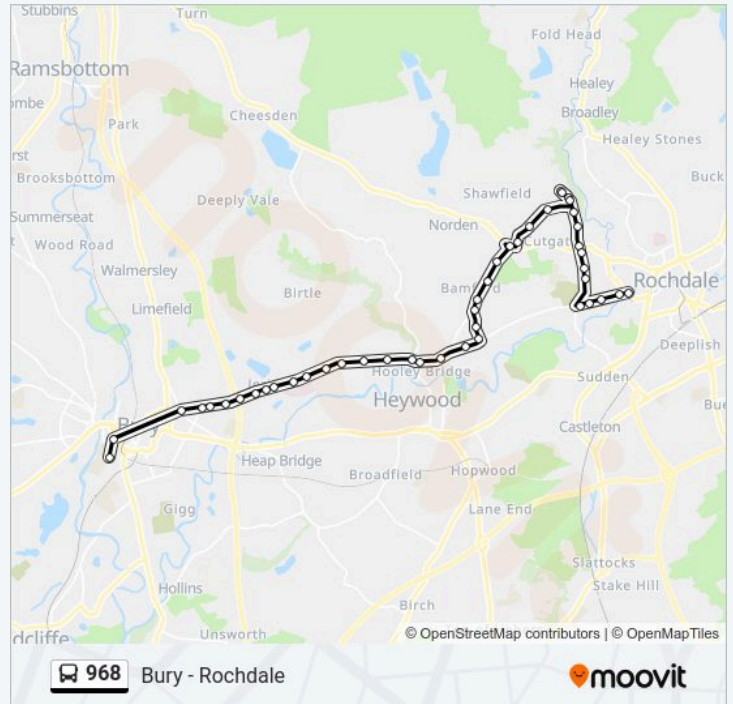 Stubbins
Turn
Fold Head
Ramsbottom
Healey
Broadley
Cheesden
Park
Healey Stones
Brooksbottom
Shawfield
Buck
Deeply Vale
Summerseat
Norden
Wood Road
Cutgate
Walmersley
Rochdale
Birtle
Bamford
Limefield
Deeplish
Hooley Bridge
Sudden
Heywood
Bury
Castleton
Heap Bridge
Broadfield
Hopwood
Gigg
Lane End
Slattocks
Stake Hill
Hollins
Birch
Unsworth
dcliffe
© OpenStreetMap contributors | © OpenMapTiles
968 Bury - Rochdale
moovit